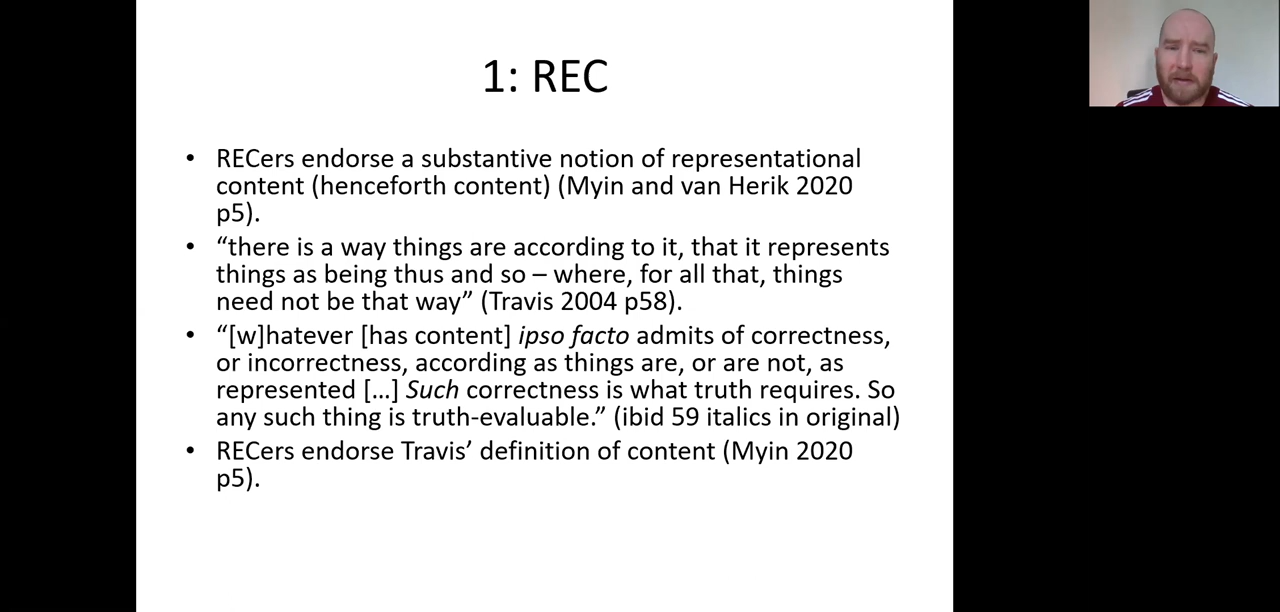 1: REC
• RECers endorse a substantive notion of representational
content (henceforth content) (Myin and van Herik 2020
p5).
• “there is a way things are according to it, that it represents
things as being thus and so – where, for all that, things
need not be that way” (Travis 2004 p58).
• “[w]hatever [has content] ipso facto admits of correctness,
or incorrectness, according as things are, or are not, as
represented […] Such correctness is what truth requires. So
any such thing is truth-evaluable.” (ibid 59 italics in original)
• RECers endorse Travis’ definition of content (Myin 2020
p5).